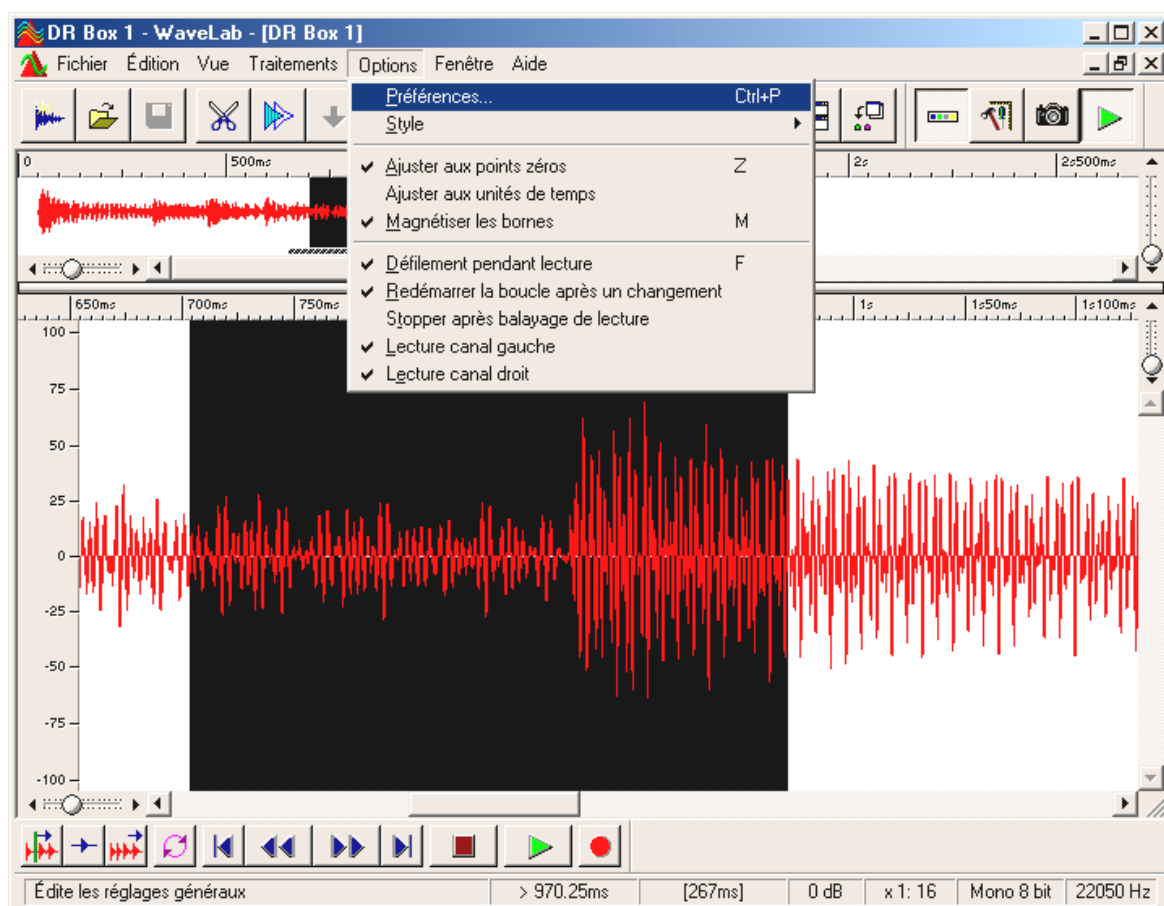 DR Box 1 - WaveLab - [DR Box 1]
Fichier Édition Vue Traitements Options Fenêtre Aide
Préférences... Ctrl+P
Style
Ajuster aux points zéros Z
Ajuster aux unités de temps
Magnétiser les bornes M
Défilement pendant lecture F
Redémarrer la boucle après un changement
Stopper après balayage de lecture
Lecture canal gauche
Lecture canal droit
0 500ms 2s 2s500ms
650ms 700ms 750ms 1s 1s50ms 1s100ms
100
75
50
25
0
-25
-50
-75
-100
Édite les réglages généraux > 970.25ms [267ms] 0 dB x 1: 16 Mono 8 bit 22050 Hz